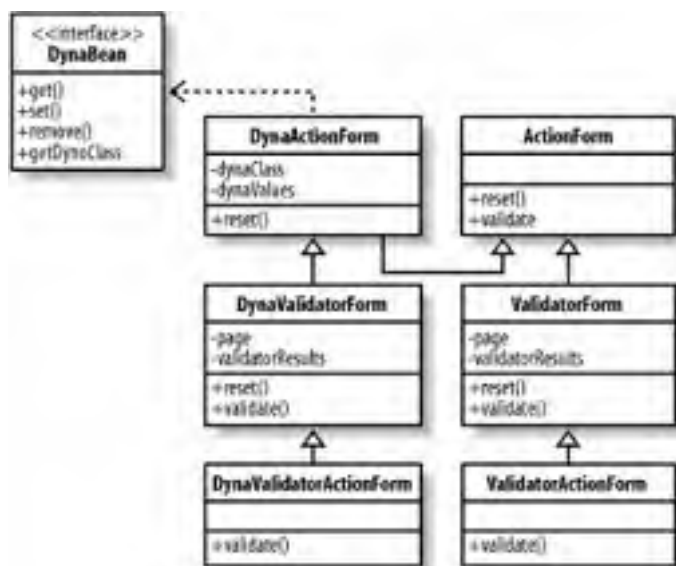 <<interface>>
DynaBean
+get()
+set()
+remove()
+getDynoClass
DynaActionForm
-dynaClass
-dynaValues
+reset()
ActionForm
+reset()
+validate
DynaValidatorForm
-page
-validatorResults
+reset()
+validate()
ValidatorForm
-page
-validatorResults
+reset()
+validate()
DynaValidatorActionForm
+validate()
ValidatorActionForm
+validate()